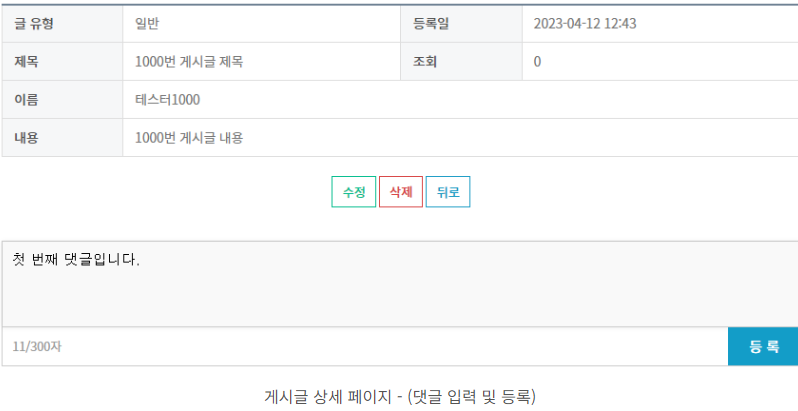 글 유형 일반 등록일 2023-04-12 12:43
제목 1000번 게시글 제목 조회 0
이름 테스터1000
내용 1000번 게시글 내용
수정 삭제 뒤로
첫 번째 댓글입니다.
11/300자 등 록
게시글 상세 페이지 - (댓글 입력 및 등록)